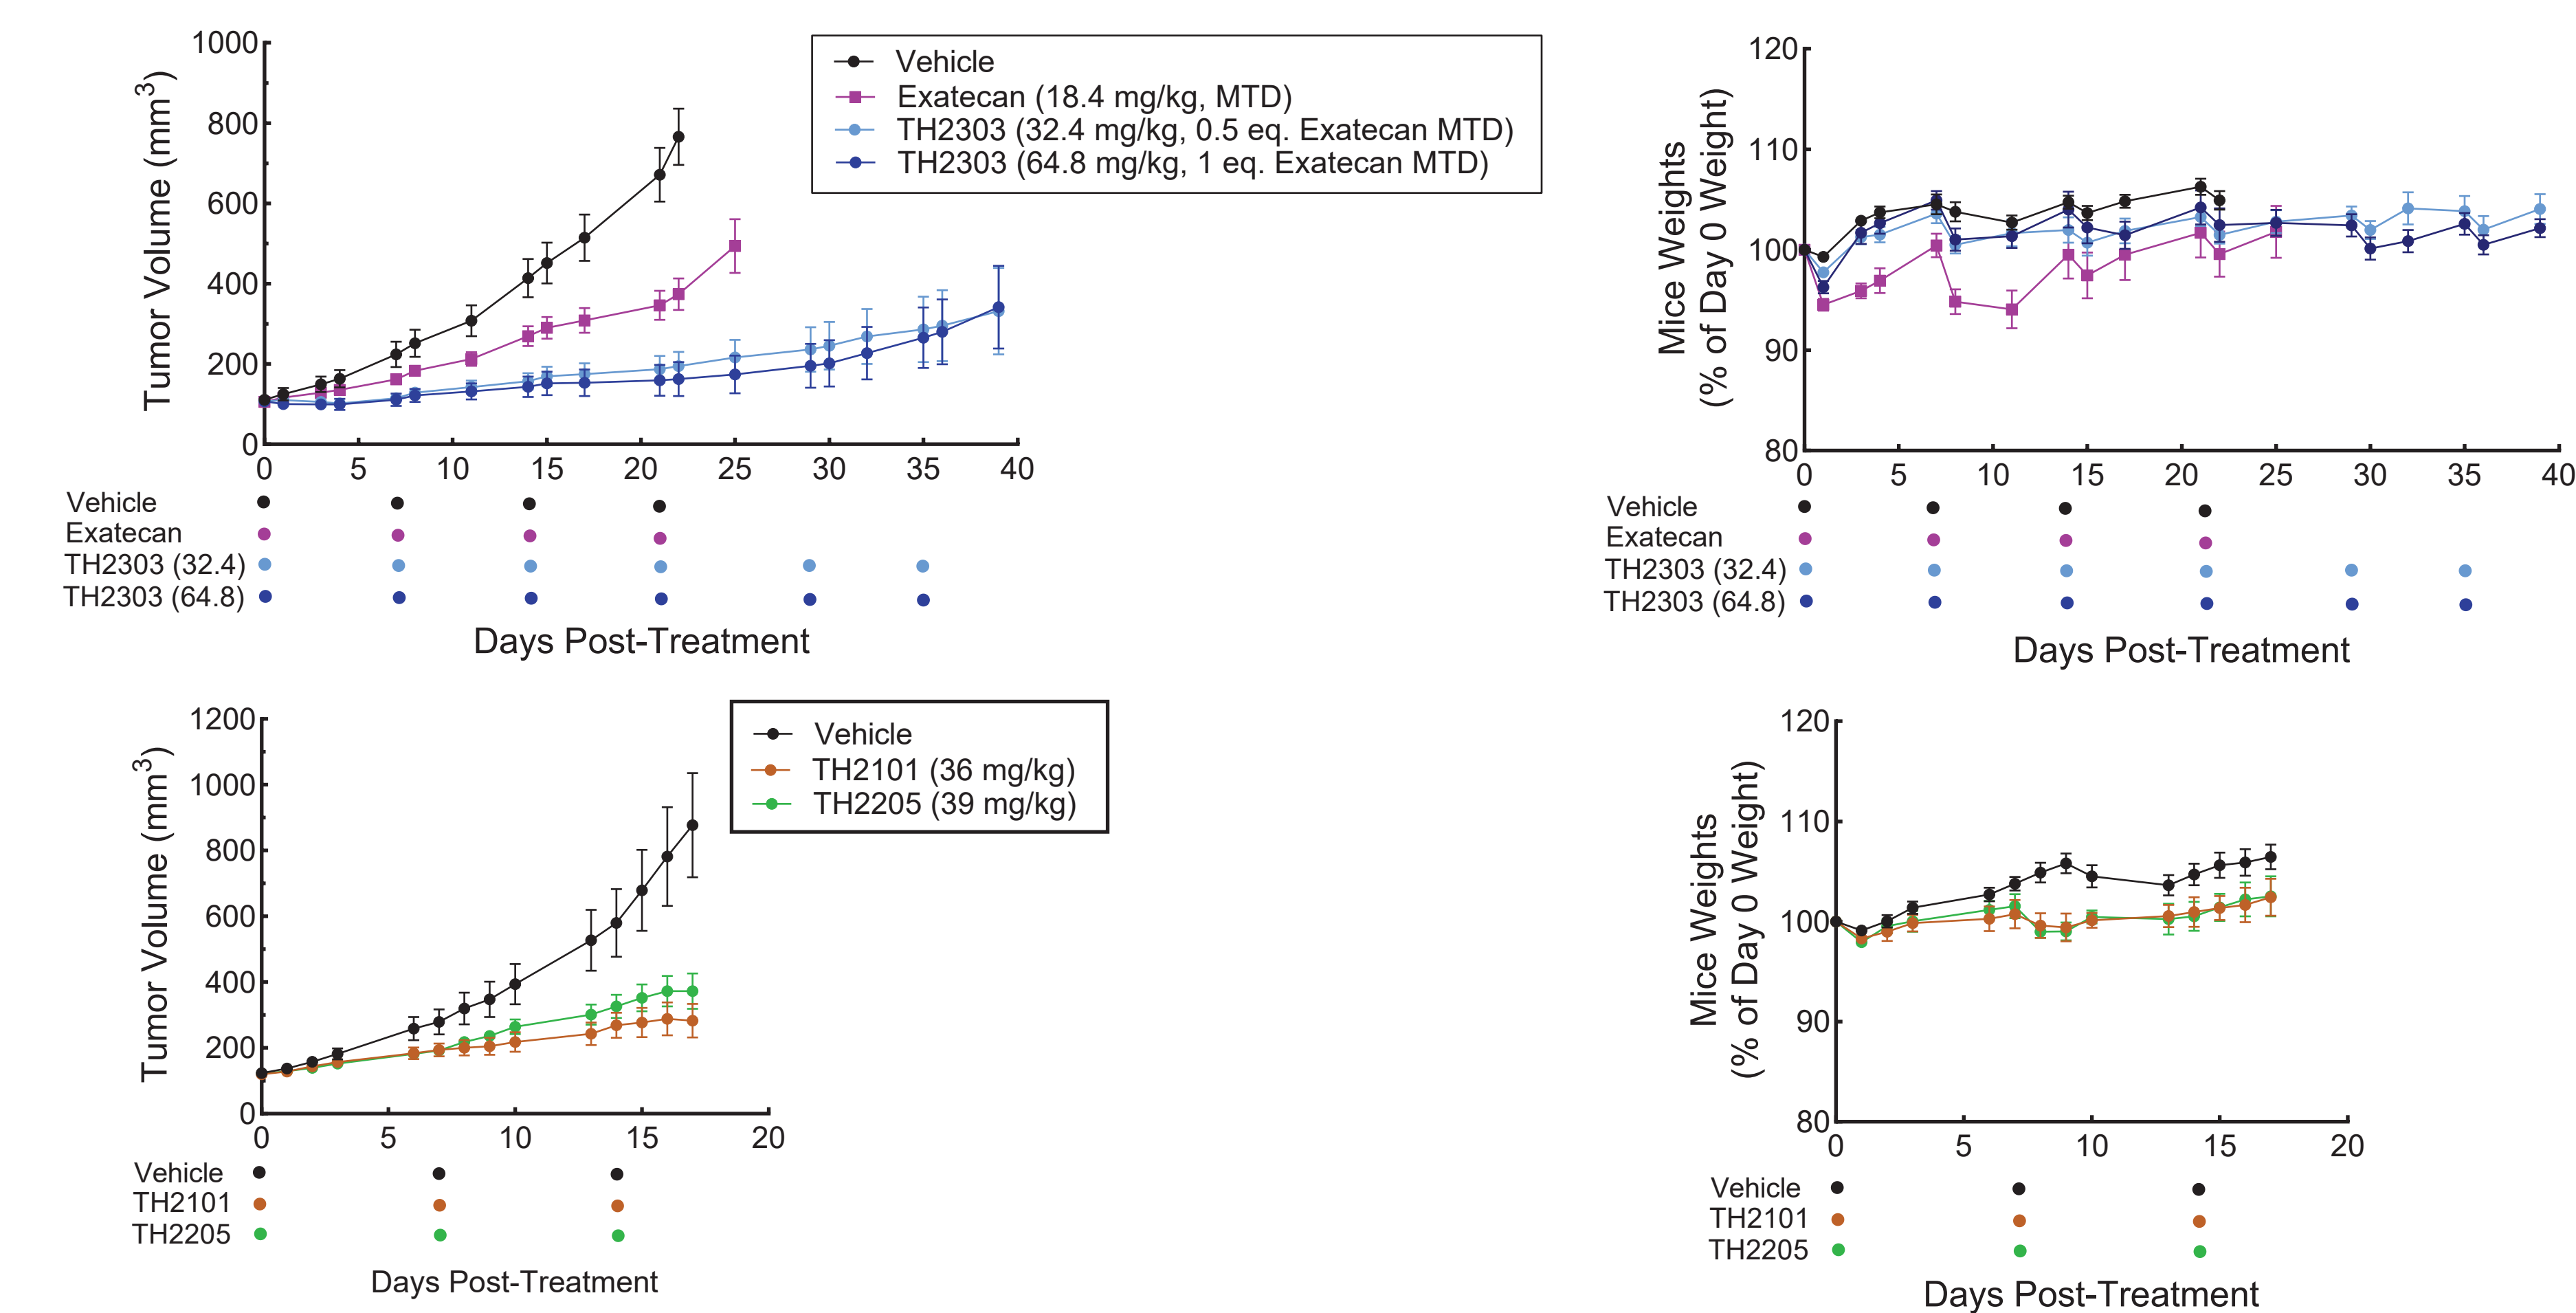 1000
800
600
400
200
0
Tumor Volume (mm³)
0 5 10 15 20 25 30 35 40
Vehicle
Exatecan (18.4 mg/kg, MTD)
TH2303 (32.4 mg/kg, 0.5 eq. Exatecan MTD)
TH2303 (64.8 mg/kg, 1 eq. Exatecan MTD)
Vehicle
Exatecan
TH2303 (32.4)
TH2303 (64.8)
Days Post-Treatment
120
110
100
90
80
Mice Weights
(% of Day 0 Weight)
0 5 10 15 20 25 30 35 40
Vehicle
Exatecan
TH2303 (32.4)
TH2303 (64.8)
Days Post-Treatment
1200
1000
800
600
400
200
0
Tumor Volume (mm³)
0 5 10 15 20
Vehicle
TH2101 (36 mg/kg)
TH2205 (39 mg/kg)
Vehicle
TH2101
TH2205
Days Post-Treatment
120
110
100
90
80
Mice Weights
(% of Day 0 Weight)
0 5 10 15 20
Vehicle
TH2101
TH2205
Days Post-Treatment